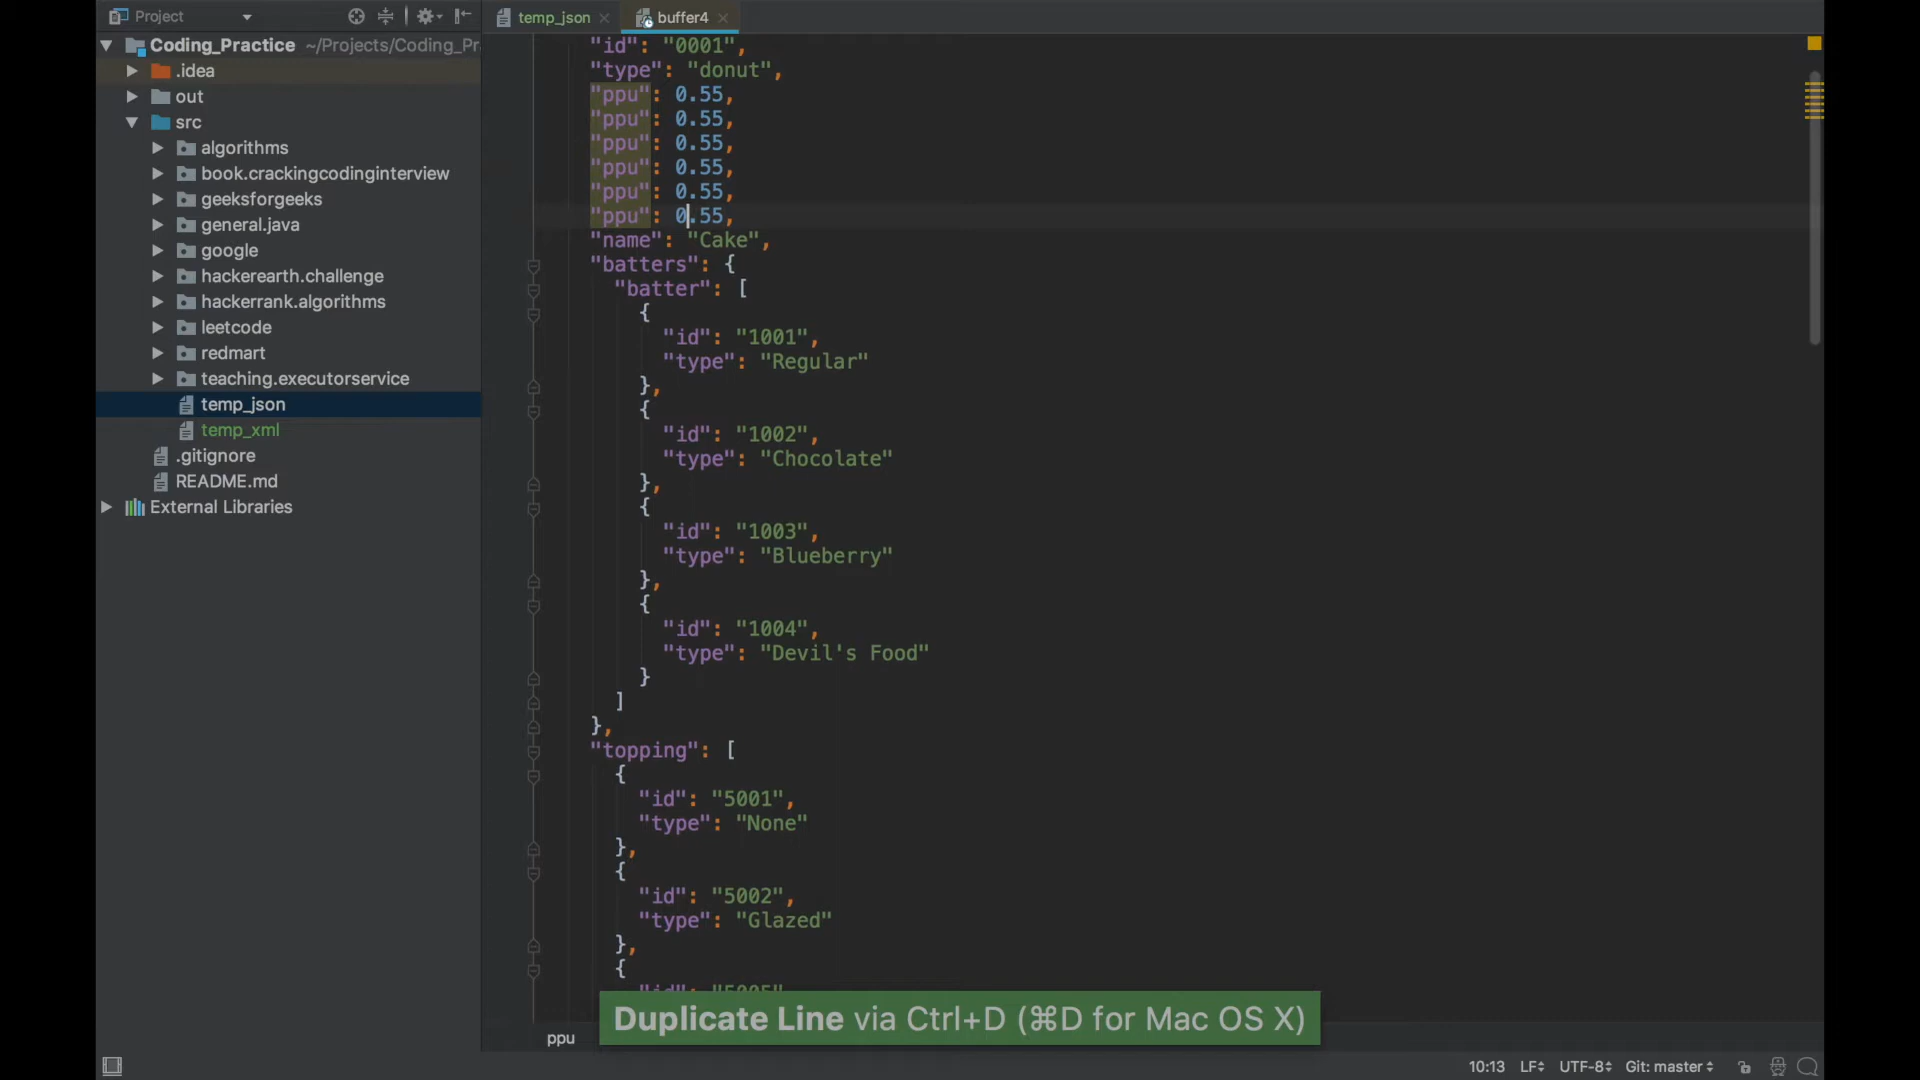 Project
temp_json
buffer4
Coding_Practice ~/Projects/Coding_Pr
.idea
out
src
algorithms
book.crackingcodinginterview
geeksforgeeks
general.java
google
hackerearth.challenge
hackerrank.algorithms
leetcode
redmart
teaching.executorservice
temp_json
temp_xml
.gitignore
README.md
External Libraries
"id": "0001",
"type": "donut",
"ppu": 0.55,
"ppu": 0.55,
"ppu": 0.55,
"ppu": 0.55,
"ppu": 0.55,
"ppu": 0.55,
"name": "Cake",
"batters": {
"batter": [
{
"id": "1001",
"type": "Regular"
},
{
"id": "1002",
"type": "Chocolate"
},
{
"id": "1003",
"type": "Blueberry"
},
{
"id": "1004",
"type": "Devil's Food"
}
]
},
"topping": [
{
"id": "5001",
"type": "None"
},
{
"id": "5002",
"type": "Glazed"
},
{
"id": "5005"
ppu
Duplicate Line via Ctrl+D (⌘D for Mac OS X)
10:13 LF UTF-8 Git: master